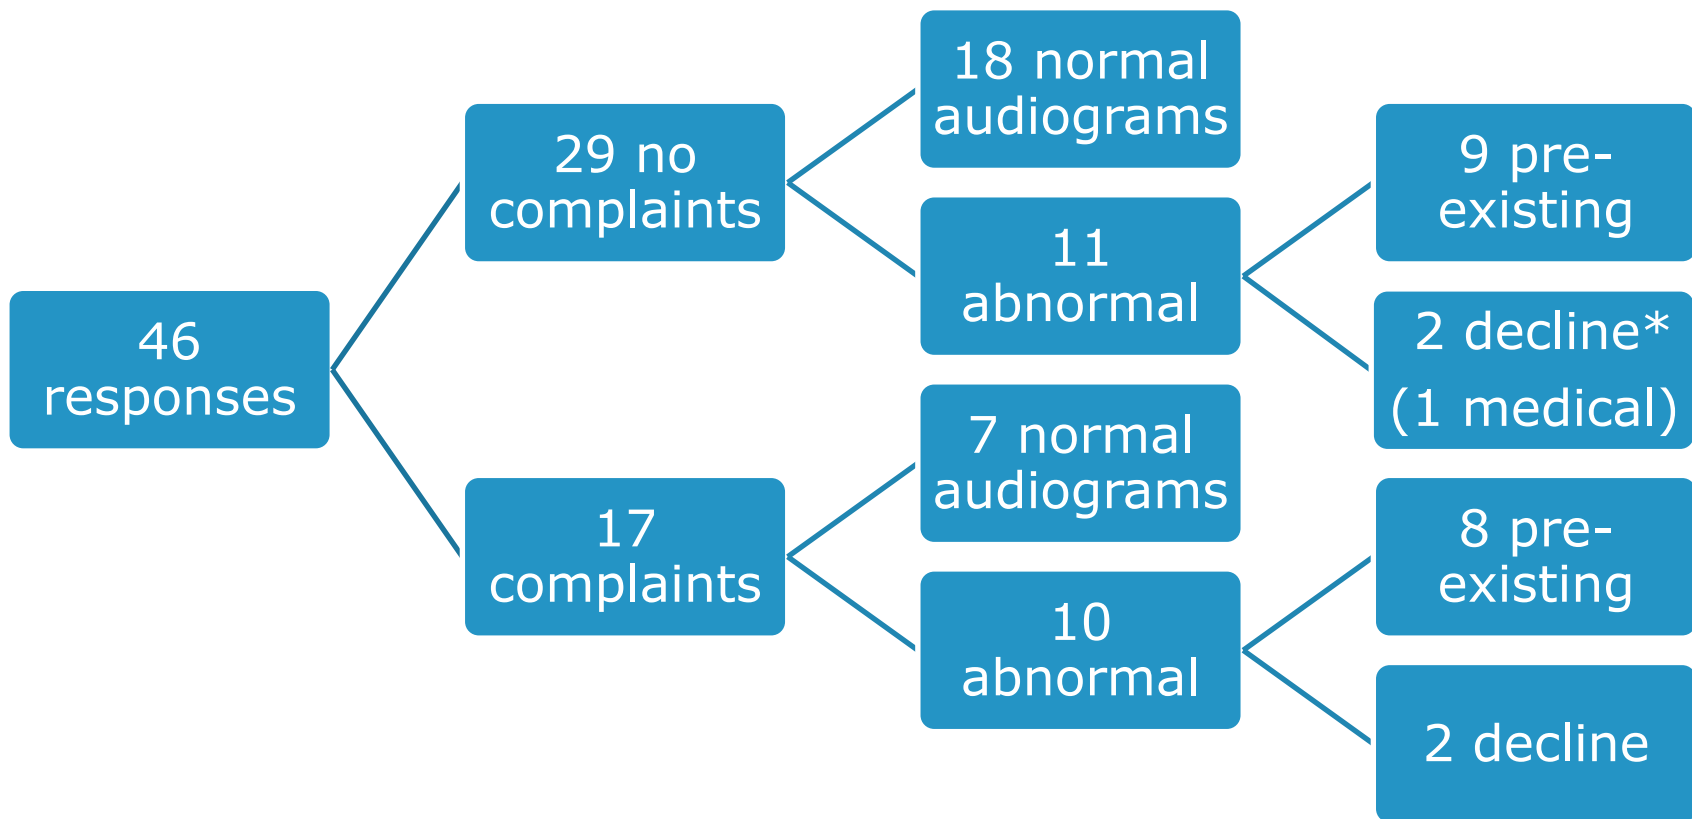 46
responses
29 no
complaints
17
complaints
18 normal
audiograms
11
abnormal
7 normal
audiograms
10
abnormal
9 pre-
existing
2 decline*
(1 medical)
8 pre-
existing
2 decline